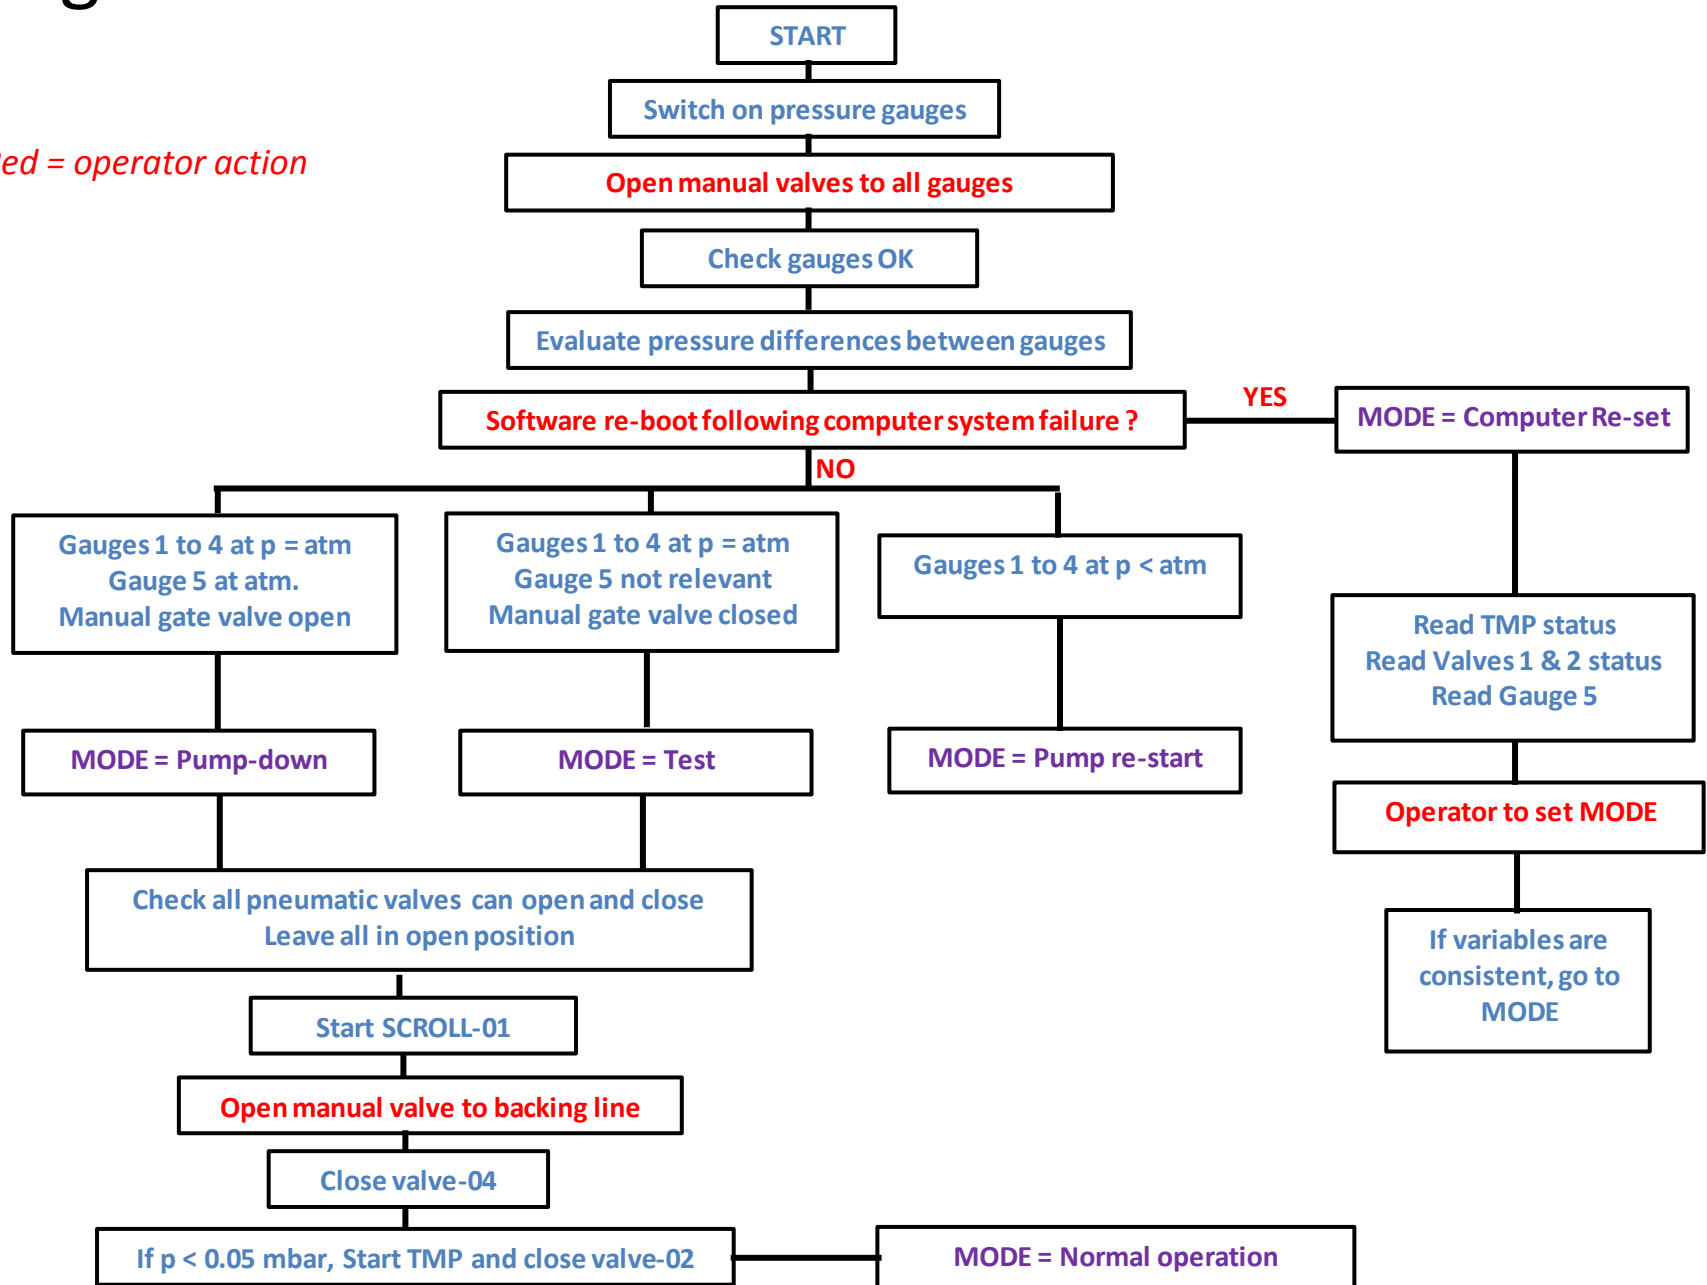 START
Switch on pressure gauges
Red = operator action
Open manual valves to all gauges
Check gauges OK
Evaluate pressure differences between gauges
Software re-boot following computer system failure ?
YES
MODE = Computer Re-set
NO
Gauges 1 to 4 at p = atm
Gauge 5 at atm.
Manual gate valve open
Gauges 1 to 4 at p = atm
Gauge 5 not relevant
Manual gate valve closed
Gauges 1 to 4 at p < atm
Read TMP status
Read Valves 1 & 2 status
Read Gauge 5
MODE = Pump-down
MODE = Test
MODE = Pump re-start
Operator to set MODE
Check all pneumatic valves can open and close
Leave all in open position
If variables are
consistent, go to
MODE
Start SCROLL-01
Open manual valve to backing line
Close valve-04
If p < 0.05 mbar, Start TMP and close valve-02
MODE = Normal operation